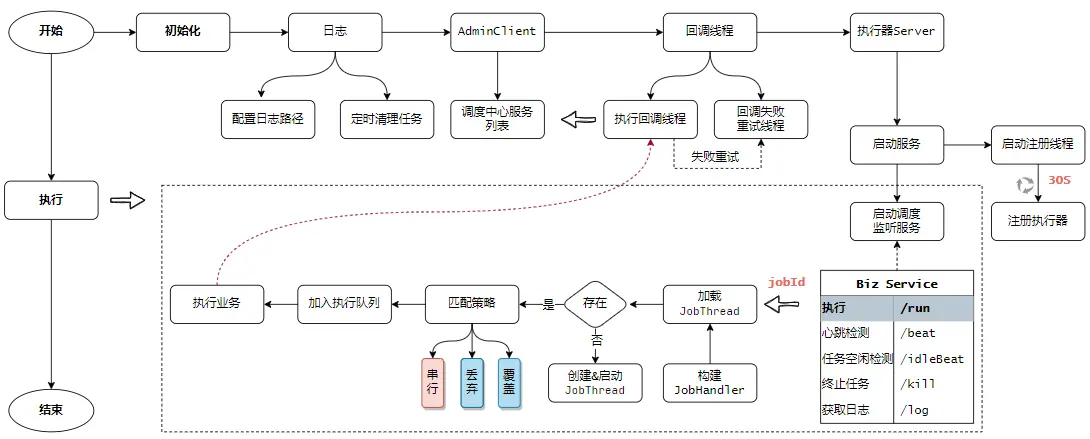 开始
初始化
日志
AdminClient
回调线程
执行器Server
配置日志路径
定时清理任务
调度中心服务
列表
执行回调线程
回调失败
重试线程
失败重试
启动服务
启动注册线程
30S
注册执行器
启动调度
监听服务
执行
执行业务
加入执行队列
匹配策略
是
存在
否
加载
JobThread
jobId
串行
丢弃
覆盖
创建&启动
JobThread
构建
JobHandler
Biz Service
执行 /run
心跳检测 /beat
任务空闲检测 /idleBeat
终止任务 /kill
获取日志 /log
结束